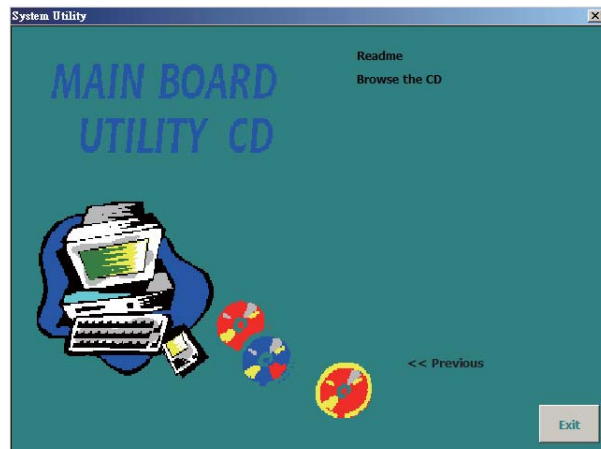 System Utility
MAIN BOARD
UTILITY CD
Readme
Browse the CD
<< Previous
Exit